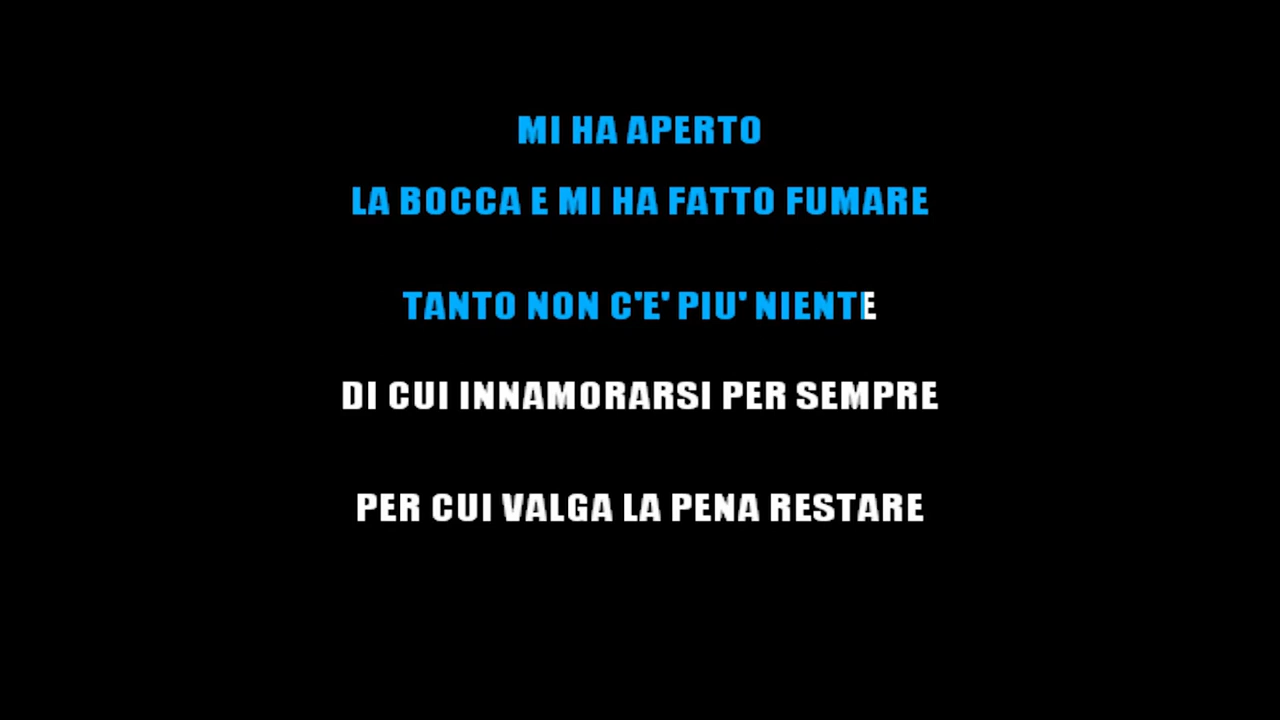 MI HA APERTO
LA BOCCA E MI HA FATTO FUMARE
TANTO NON C'E' PIU' NIENTE
DI CUI INNAMORARSI PER SEMPRE
PER CUI VALGA LA PENA RESTARE